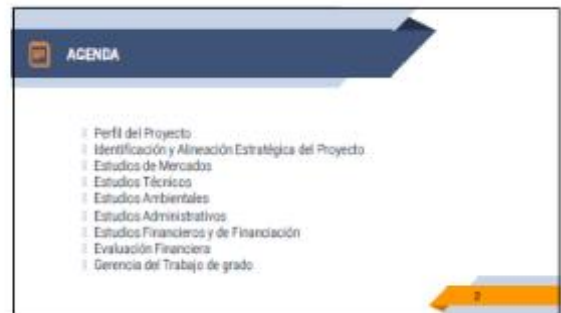 AGENDA
Perfil del Proyecto
Identificación y Alineación Estratégica del Proyecto
Estudios de Mercados
Estudios Técnicos
Estudios Ambientales
Estudios Administrativos
Estudios Financieros y de Financiación
Evaluación Financiera
Gerencia del Trabajo de grado
2